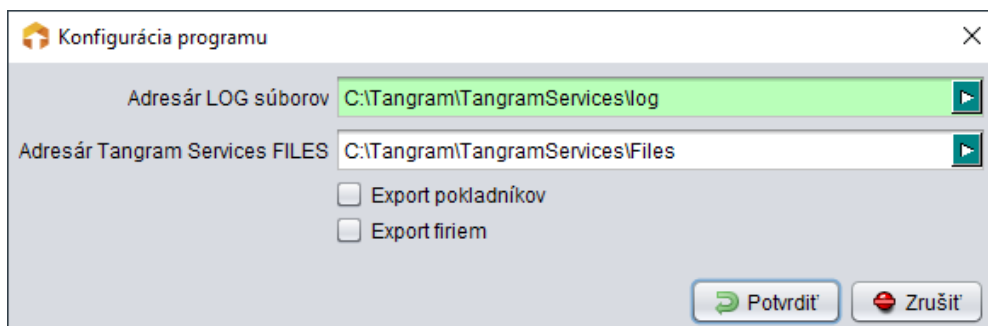 Konfigurácia programu
Adresár LOG súborov C:\Tangram\TangramServices\log
Adresár Tangram Services FILES C:\Tangram\TangramServices\Files
Export pokladníkov
Export firiem
Potvrdiť Zrušiť